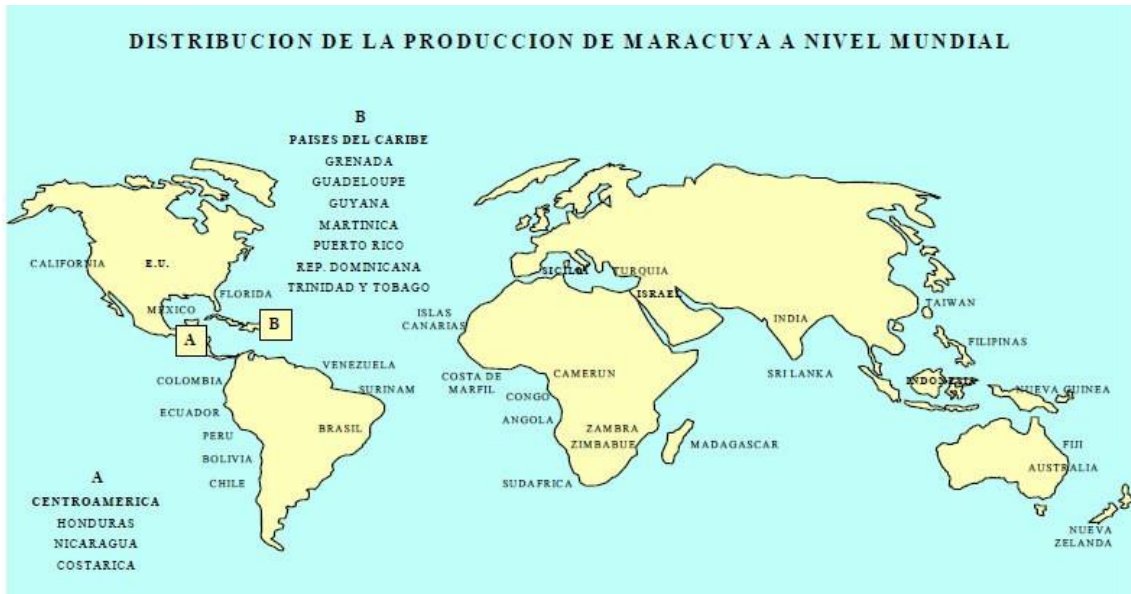 DISTRIBUCION DE LA PRODUCCION DE MARACUYA A NIVEL MUNDIAL
B
PAISES DEL CARIBE
GRENADA
GUADELOUPE
GUYANA
MARTINICA
PUERTO RICO
REP. DOMINICANA
TRINIDAD Y TOBAGO
CALIFORNIA
E.U.
FLORIDA
MEXICO
A
B
SICILIA
TURQUIA
ISRAEL
ISLAS
CANARIAS
INDIA
TAIWAN
FILIPINAS
SRI LANKA
INDONESIA
NUEVA GUINEA
VENEZUELA
COLOMBIA
SURINAM
ECUADOR
PERU
BRASIL
BOLIVIA
CHILE
COSTA DE
MARFIL
CAMERUN
CONGO
ANGOLA
ZAMBRA
ZIMBABUE
MADAGASCAR
SUDAFRICA
FIJI
AUSTRALIA
NUEVA
ZELANDA
A
CENTROAMERICA
HONDURAS
NICARAGUA
COSTARICA